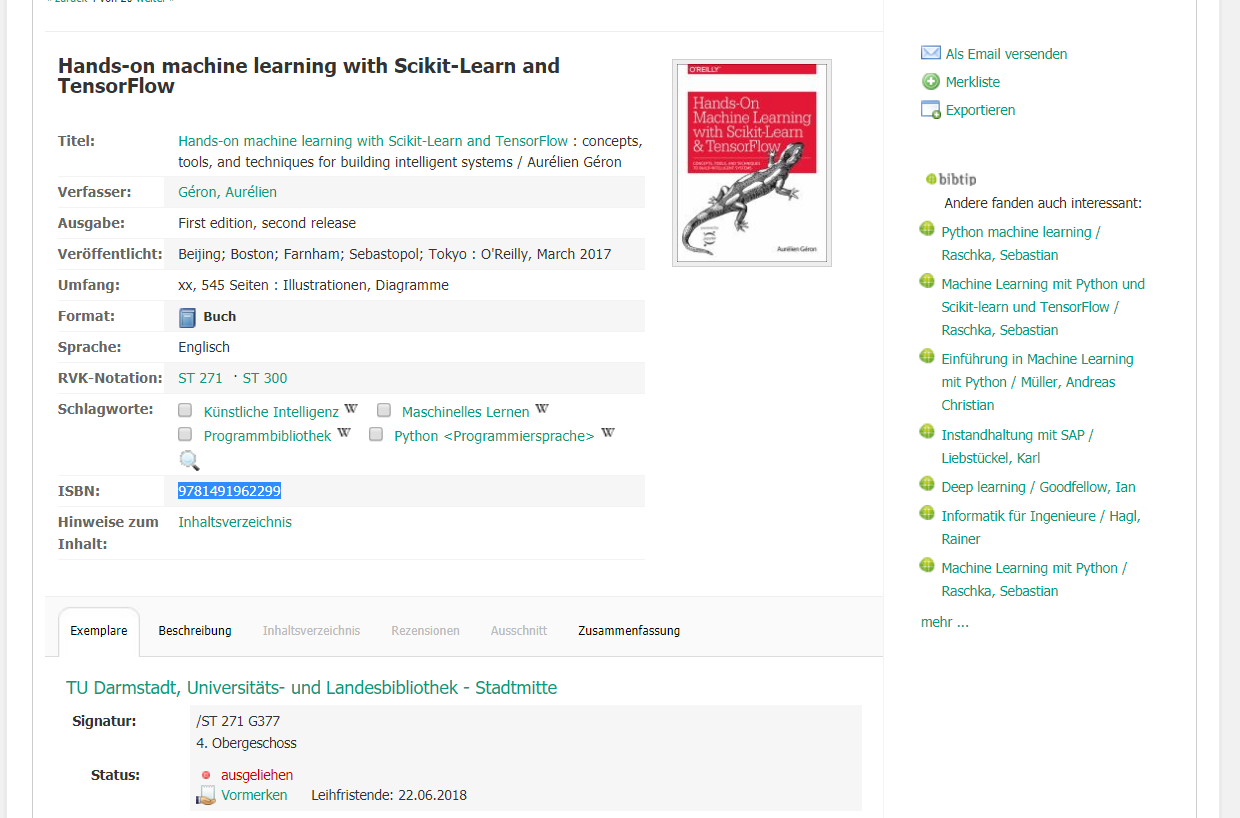 « Zurück 1 von 20 Weiter »
Hands-on machine learning with Scikit-Learn and
TensorFlow
Titel: Hands-on machine learning with Scikit-Learn and TensorFlow : concepts,
tools, and techniques for building intelligent systems / Aurélien Géron
Verfasser: Géron, Aurélien
Ausgabe: First edition, second release
Veröffentlicht: Beijing; Boston; Farnham; Sebastopol; Tokyo : O'Reilly, March 2017
Umfang: xx, 545 Seiten : Illustrationen, Diagramme
Format: Buch
Sprache: Englisch
RVK-Notation: ST 271 · ST 300
Schlagworte: Künstliche Intelligenz W Maschinelles Lernen W
Programmbibliothek W Python <Programmiersprache> W
ISBN: 9781491962299
Hinweise zum Inhaltsverzeichnis
Inhalt:
O'REILLY
Hands-On
Machine Learning
with Scikit-Learn
& TensorFlow
CONCEPTS, TOOLS, AND TECHNIQUES
TO BUILD INTELLIGENT SYSTEMS
Aurélien Géron
Exemplare Beschreibung Inhaltsverzeichnis Rezensionen Ausschnitt Zusammenfassung
TU Darmstadt, Universitäts- und Landesbibliothek - Stadtmitte
Signatur: /ST 271 G377
4. Obergeschoss
Status: ausgeliehen
Vormerken Leihfristende: 22.06.2018
Als Email versenden
Merkliste
Exportieren
bibtip
Andere fanden auch interessant:
Python machine learning /
Raschka, Sebastian
Machine Learning mit Python und
Scikit-learn und TensorFlow /
Raschka, Sebastian
Einführung in Machine Learning
mit Python / Müller, Andreas
Christian
Instandhaltung mit SAP /
Liebstückel, Karl
Deep learning / Goodfellow, Ian
Informatik für Ingenieure / Hagl,
Rainer
Machine Learning mit Python /
Raschka, Sebastian
mehr ...